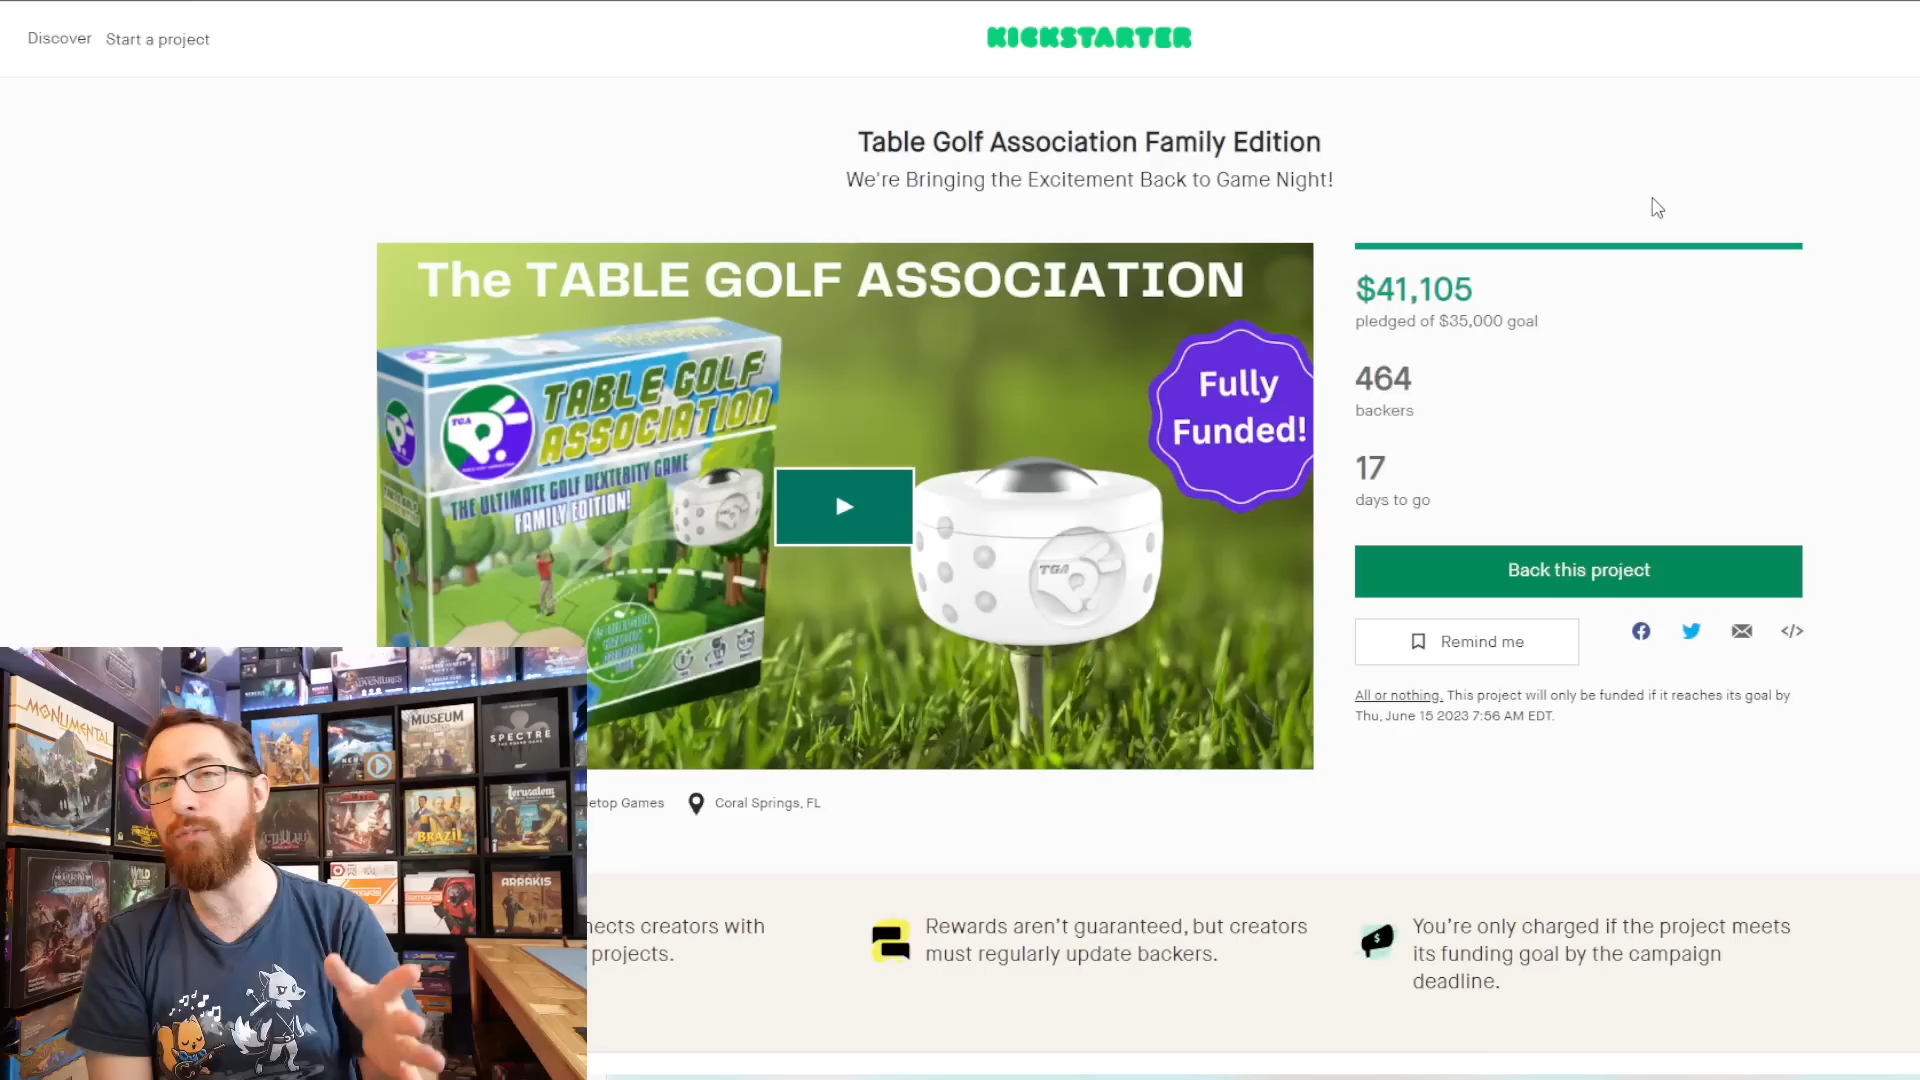 Discover Start a project
KICKSTARTER
Table Golf Association Family Edition
We're Bringing the Excitement Back to Game Night!
The TABLE GOLF ASSOCIATION
Fully
Funded!
TABLE GOLF
ASSOCIATION
THE ULTIMATE GOLF DEXTERITY GAME
FAMILY EDITION!
TGA
TGA
$41,105
pledged of $35,000 goal
464
backers
17
days to go
Back this project
Remind me
All or nothing. This project will only be funded if it reaches its goal by
Thu, June 15 2023 7:56 AM EDT.
etop Games
Coral Springs, FL
nects creators with
projects.
Rewards aren't guaranteed, but creators
must regularly update backers.
You're only charged if the project meets
its funding goal by the campaign
deadline.
MONUMENTAL
MUSEUM
SPECTRE
Jerusalem
BRAZIL
WILD
ARRAKIS